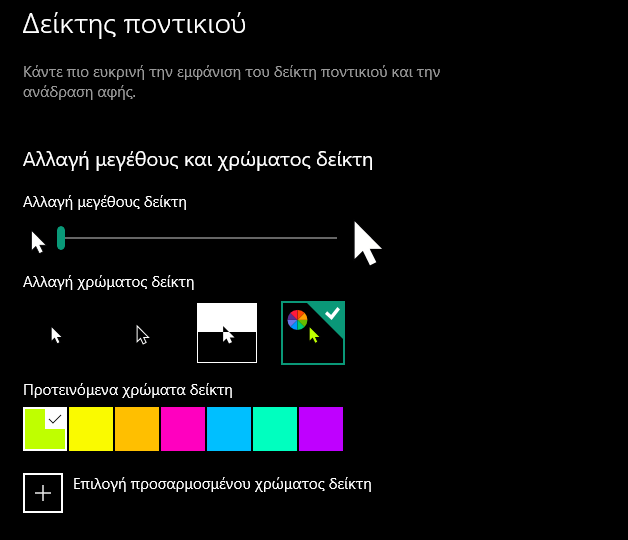 Δείκτης ποντικιού
Κάντε πιο ευκρινή την εμφάνιση του δείκτη ποντικιού και την
ανάδραση αφής.
Αλλαγή μεγέθους και χρώματος δείκτη
Αλλαγή μεγέθους δείκτη
Αλλαγή χρώματος δείκτη
Προτεινόμενα χρώματα δείκτη
Επιλογή προσαρμοσμένου χρώματος δείκτη